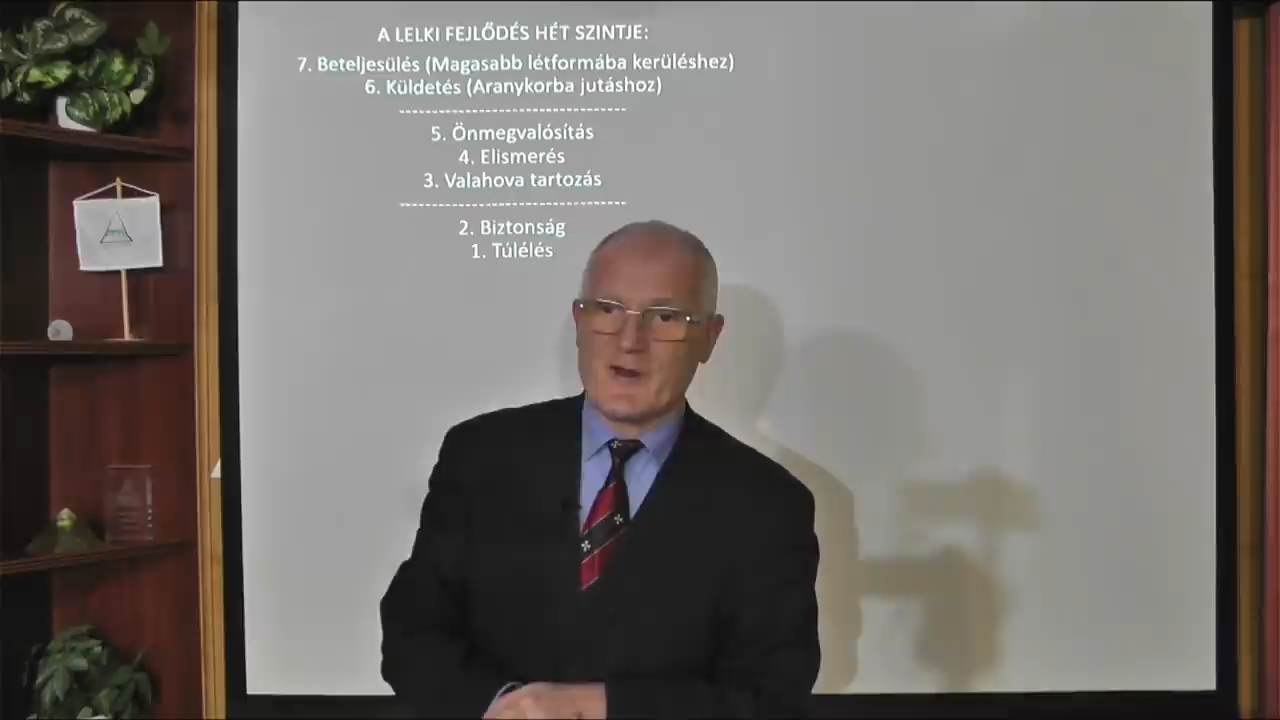 A LELKI FEJLŐDÉS HÉT SZINTJE:
7. Beteljesülés (Magasabb létformába kerüléshez)
6. Küldetés (Aranykorba jutáshoz)
--------------------------------
5. Önmegvalósítás
4. Elismerés
3. Valahova tartozás
--------------------------------
2. Biztonság
1. Túlélés